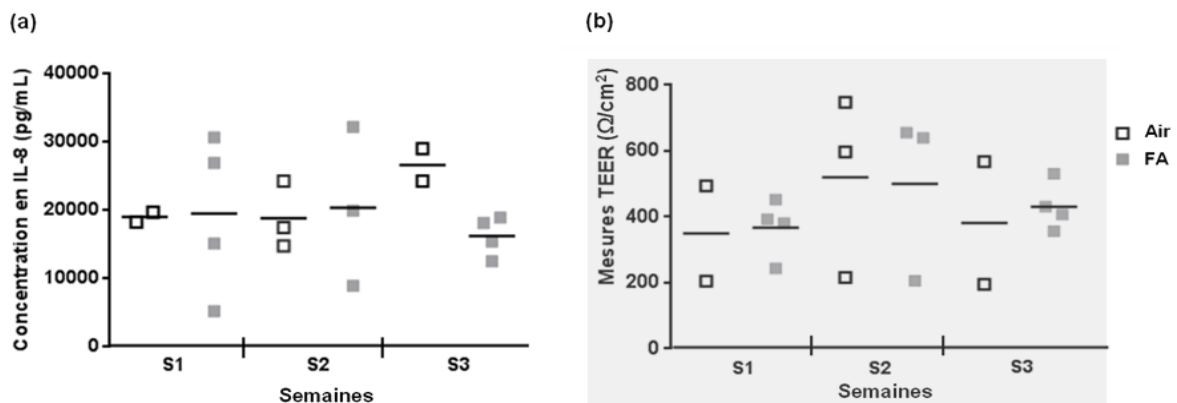 (a)
Concentration en IL-8 (pg/mL)
40000
30000
20000
10000
0
S1
S2
S3
Semaines
(b)
Mesures TEER (Ω/cm²)
800
600
400
200
0
S1
S2
S3
Semaines
Air
FA